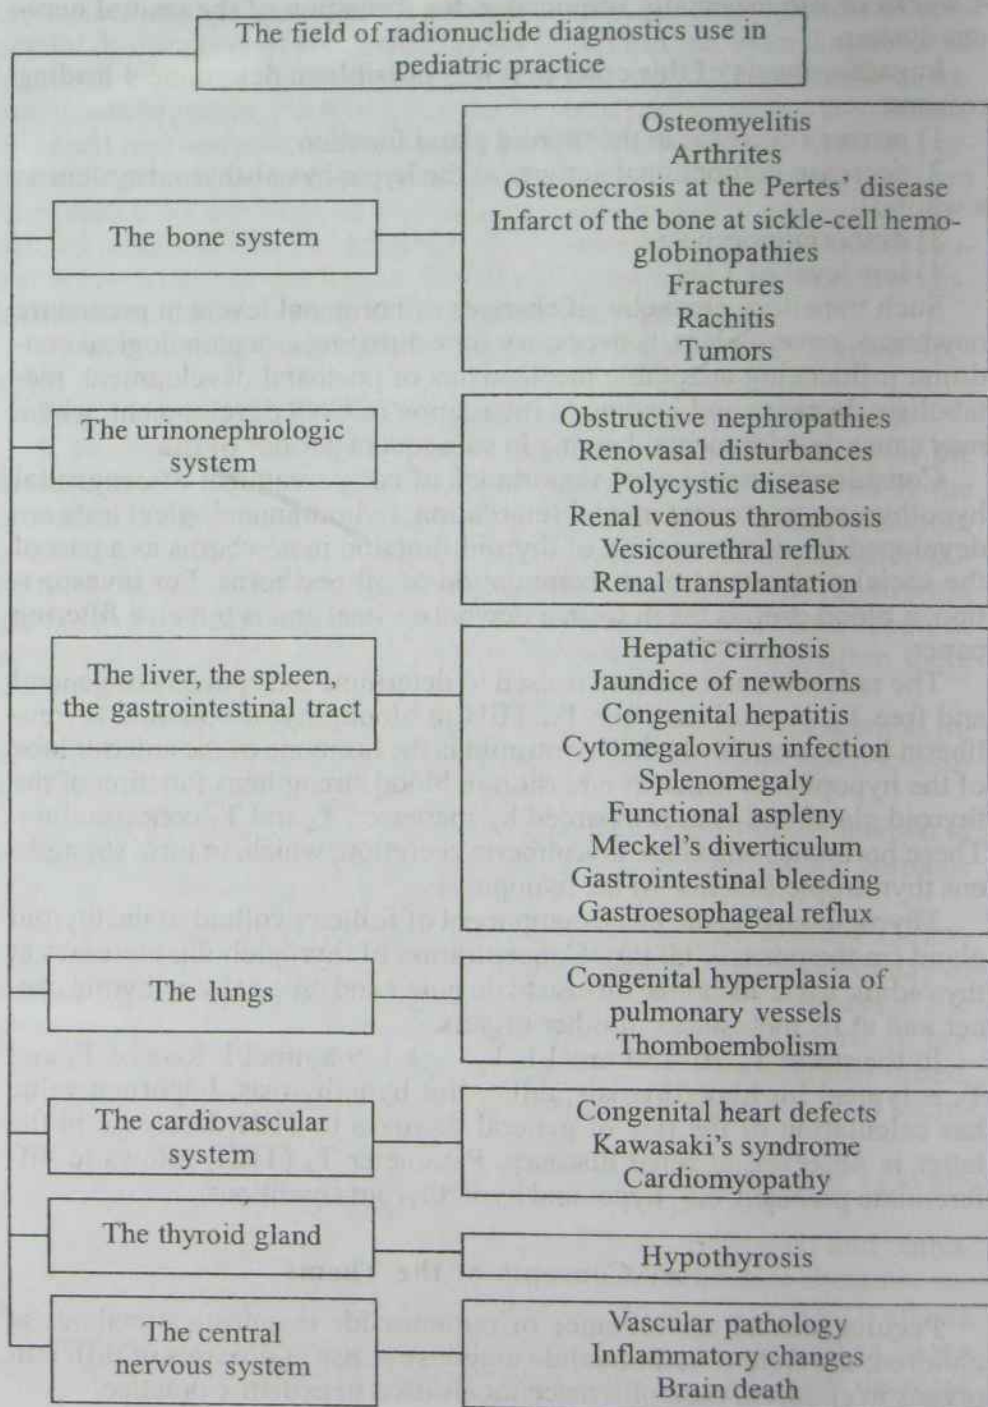 The field of radionuclide diagnostics use in
pediatric practice
The bone system
Osteomyelitis
Arthrites
Osteonecrosis at the Pertes' disease
Infarct of the bone at sickle-cell hemo-
globinopathies
Fractures
Rachitis
Tumors
The urinonephrologic
system
Obstructive nephropathies
Renovasal disturbances
Polycystic disease
Renal venous thrombosis
Vesicourethral reflux
Renal transplantation
The liver, the spleen,
the gastrointestinal tract
Hepatic cirrhosis
Jaundice of newborns
Congenital hepatitis
Cytomegalovirus infection
Splenomegaly
Functional aspleny
Meckel's diverticulum
Gastrointestinal bleeding
Gastroesophageal reflux
The lungs
Congenital hyperplasia of
pulmonary vessels
Thomboembolism
The cardiovascular
system
Congenital heart defects
Kawasaki's syndrome
Cardiomyopathy
The thyroid gland
Hypothyrosis
The central
nervous system
Vascular pathology
Inflammatory changes
Brain death